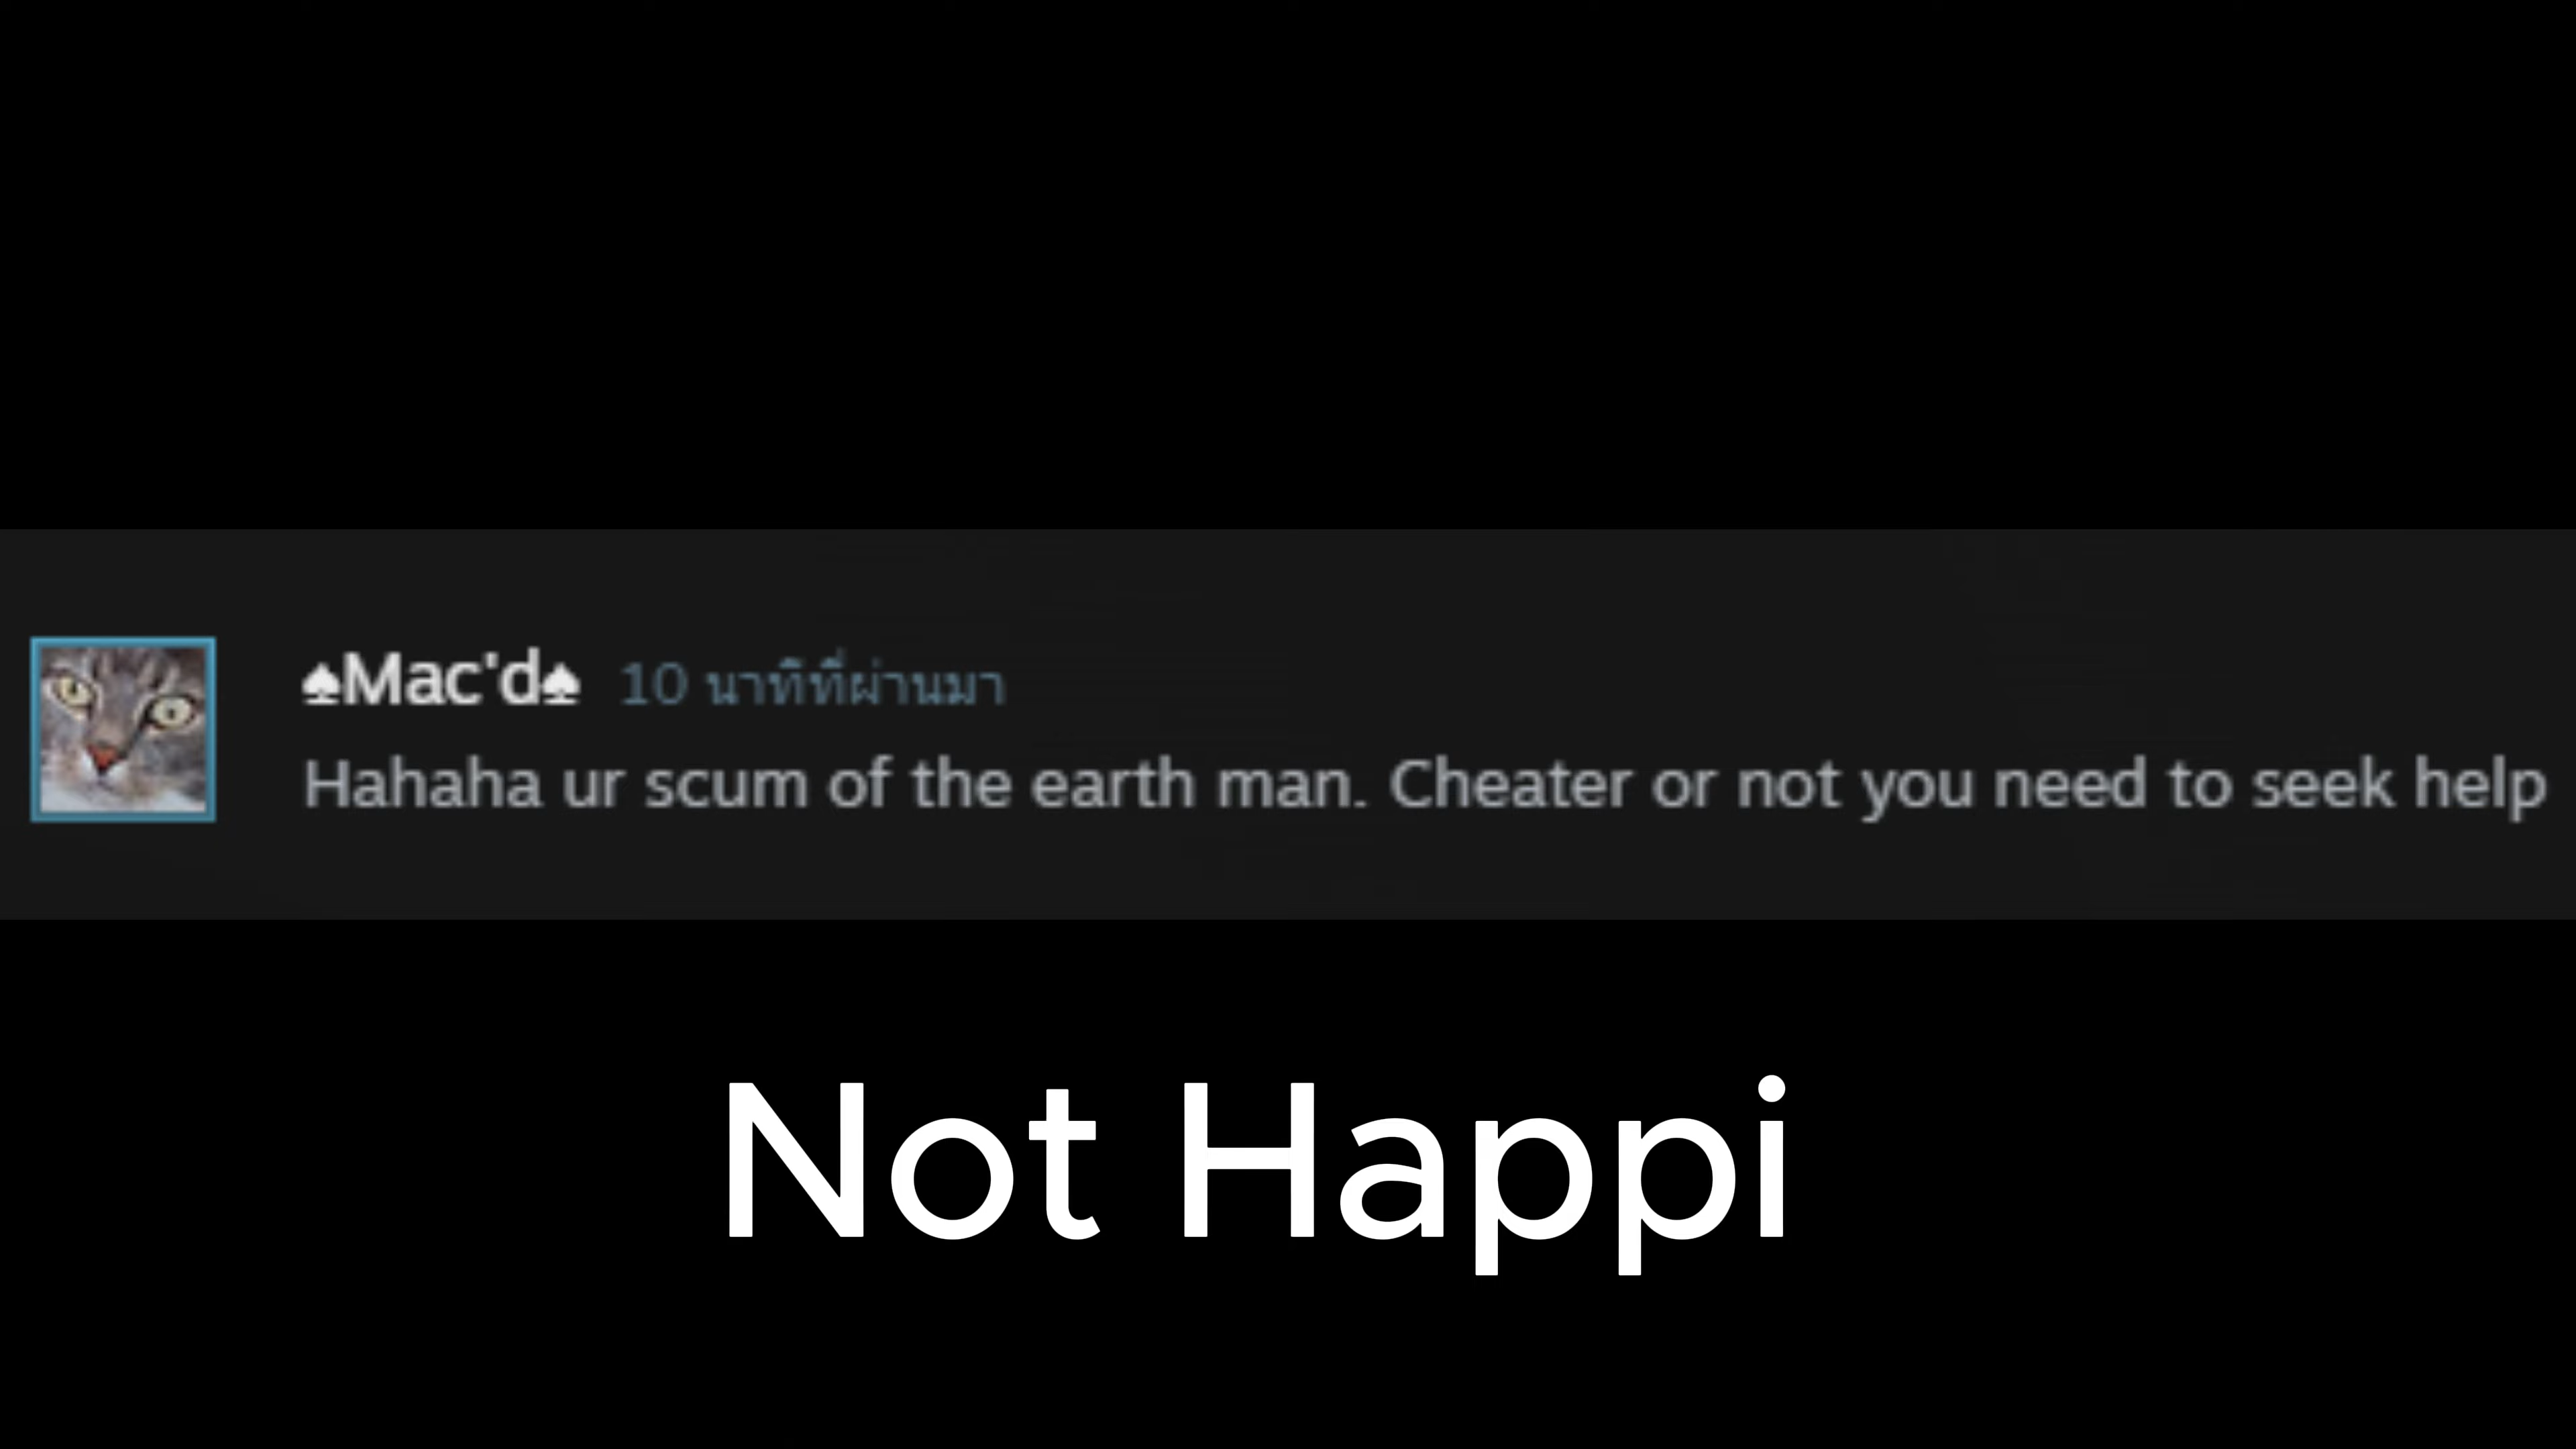 ♠Mac'd♠ 10 นาทีที่ผ่านมา
Hahaha ur scum of the earth man. Cheater or not you need to seek help
Not Happi